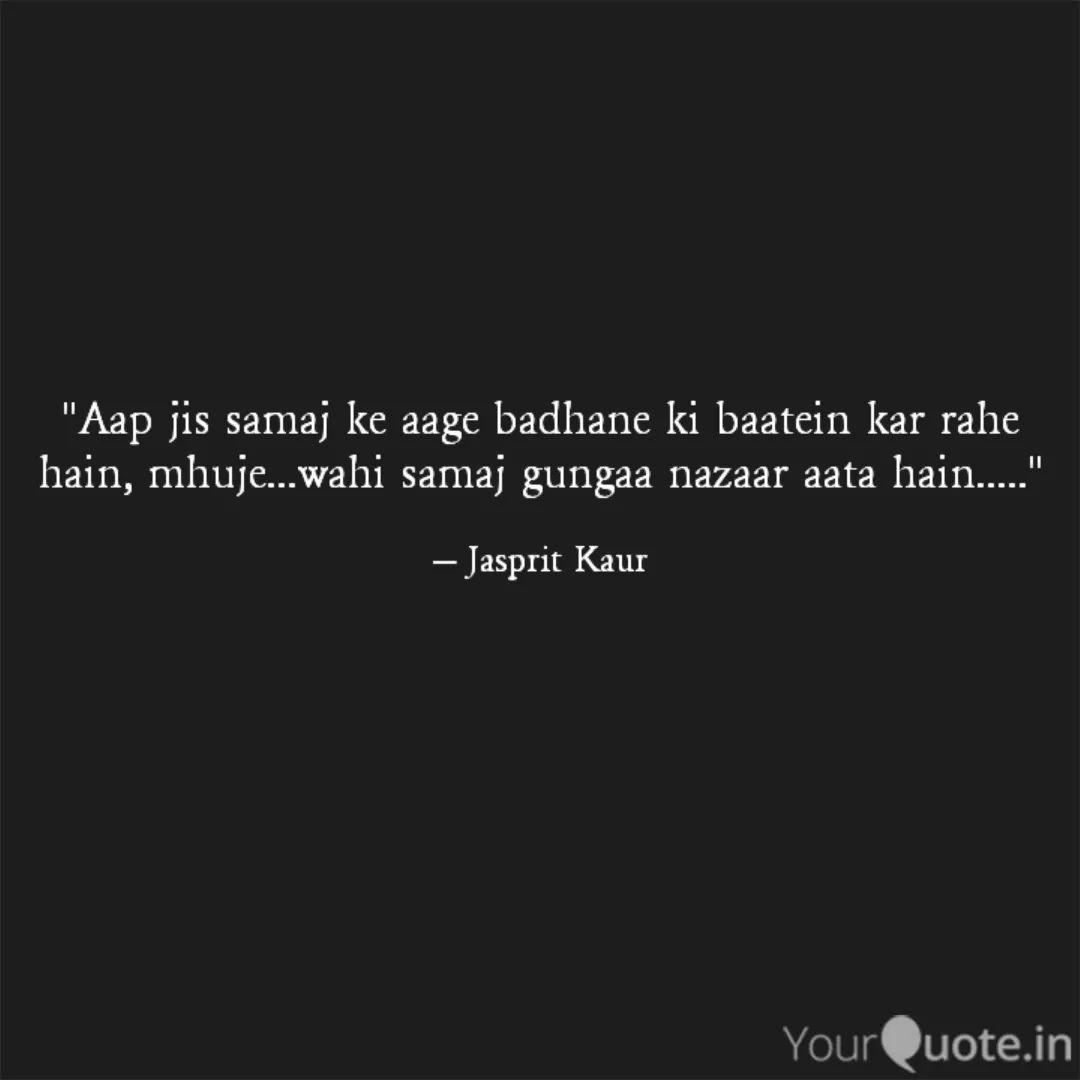 "Aap jis samaj ke aage badhane ki baatein kar rahe
hain, mhuje...wahi samaj gungaa nazaar aata hain....."
– Jasprit Kaur
YourQuote.in